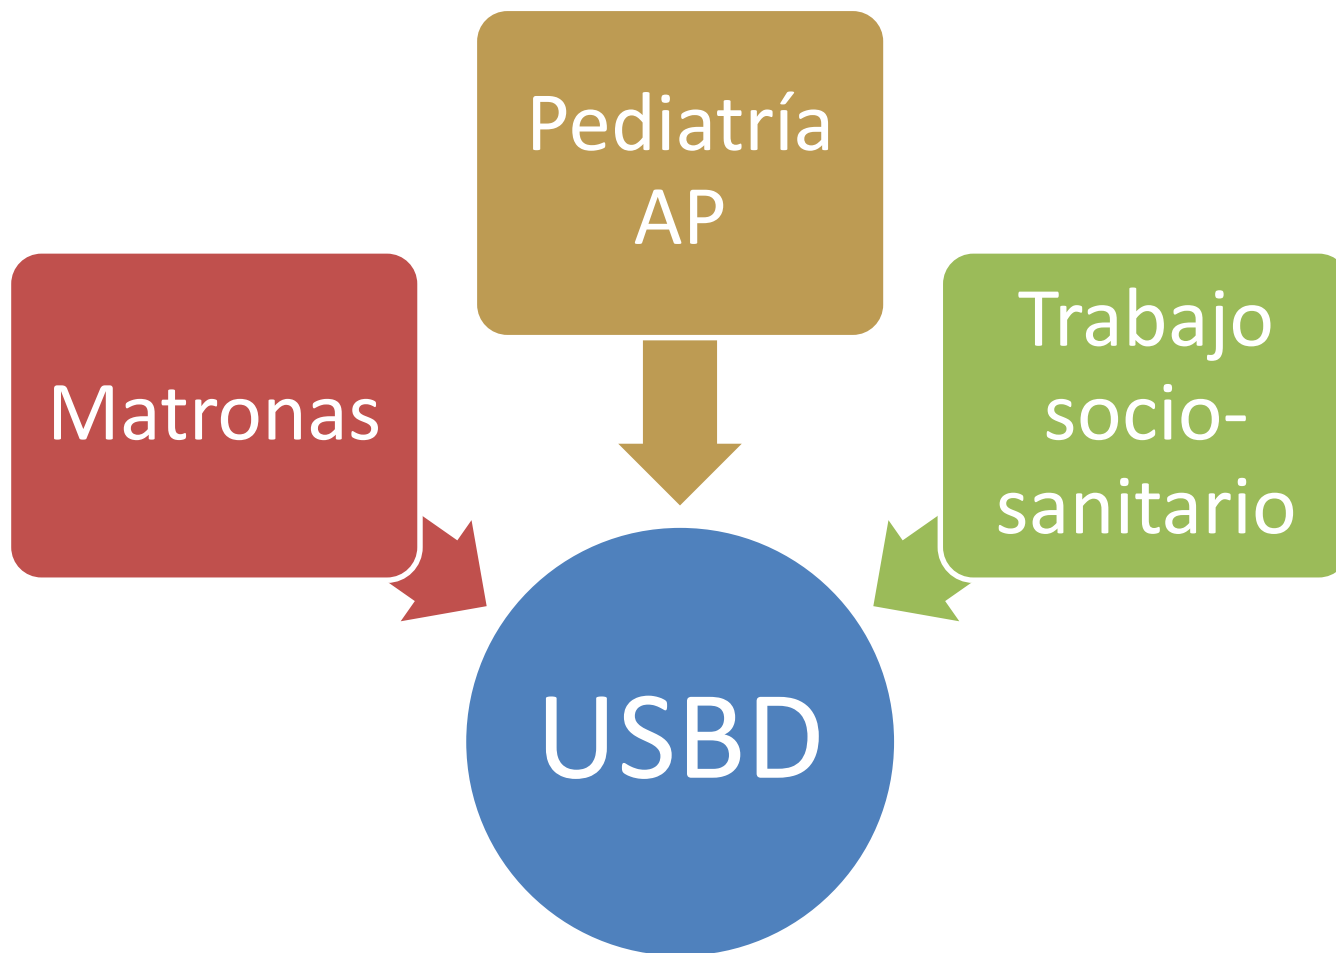 Pediatría
AP
Matronas
Trabajo
socio-
sanitario
USBD